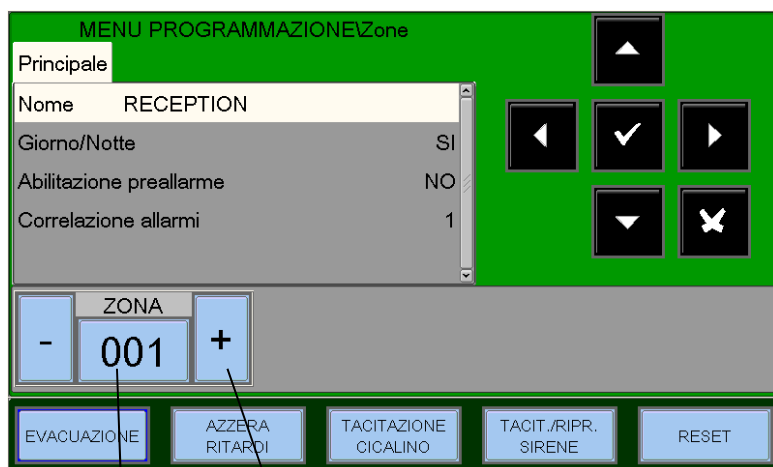 MENU PROGRAMMAZIONE\Zone
Principale
Nome RECEPTION
Giorno/Notte SI
Abilitazione preallarme NO
Correlazione allarmi 1
ZONA
- 001 +
EVACUAZIONE
AZZERA
RITARDI
TACITAZIONE
CICALINO
TACIT./RIPR.
SIRENE
RESET